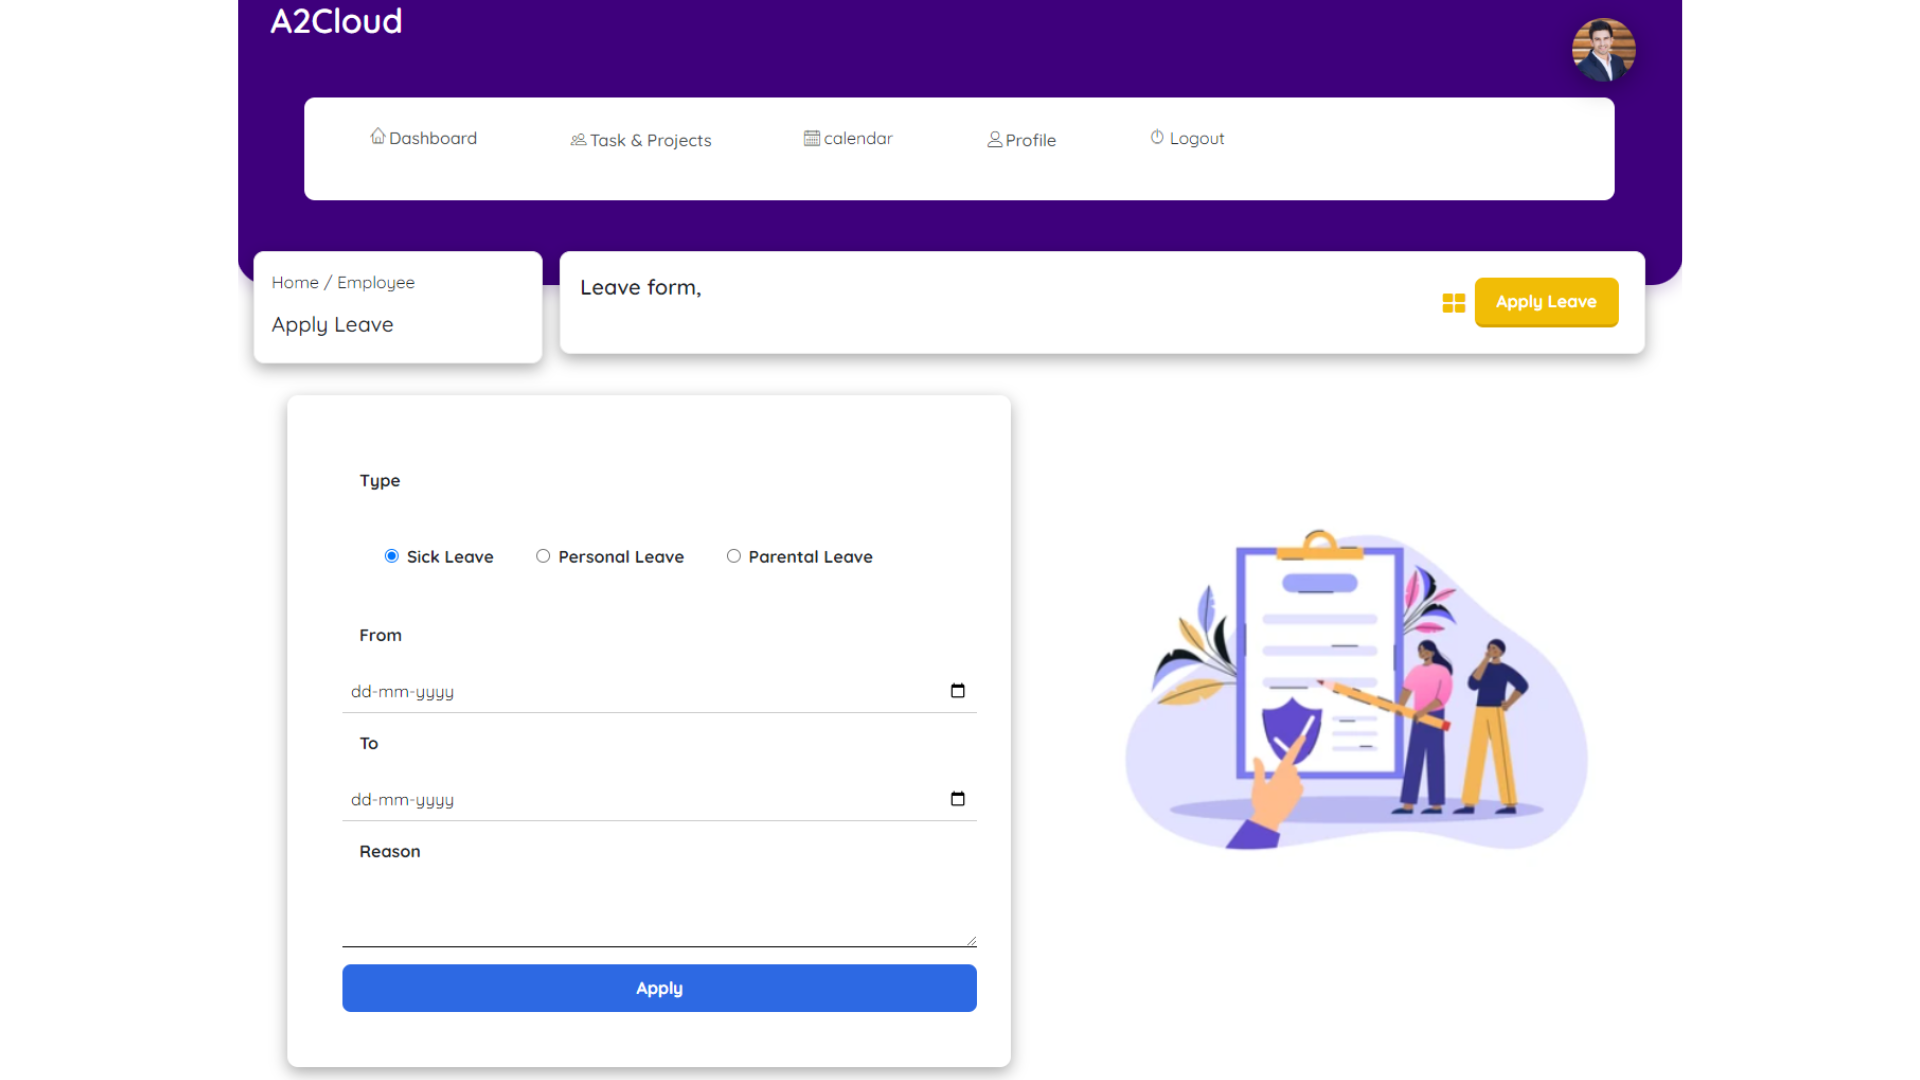 A2Cloud
Dashboard
Task & Projects
calendar
Profile
Logout
Home / Employee
Apply Leave
Leave form,
Apply Leave
Type
Sick Leave
Personal Leave
Parental Leave
From
dd-mm-yyyy
To
dd-mm-yyyy
Reason
Apply